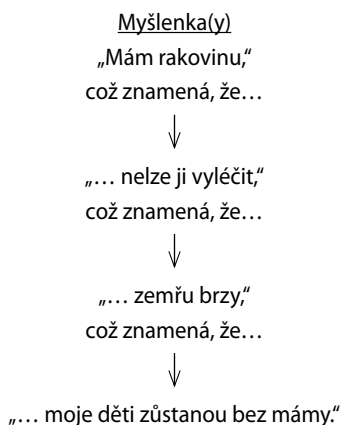 Myšlenka(y)
„Mám rakovinu,“
což znamená, že…
„… nelze ji vyléčit,“
což znamená, že…
„… zemřu brzy,“
což znamená, že…
„… moje děti zůstanou bez mámy.“